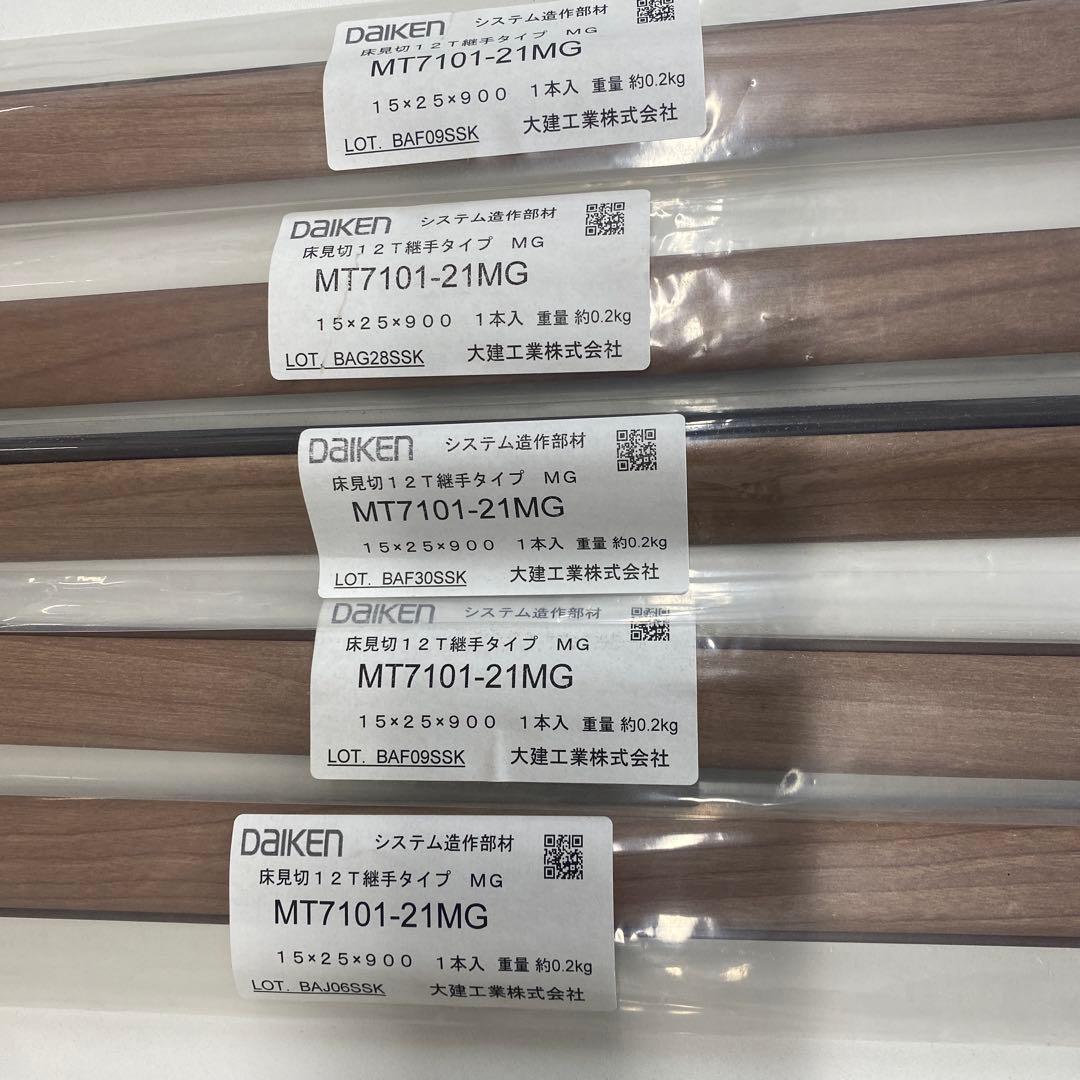 DAIKEN システム造作部材
床見切12T継手タイプ MG
MT7101-21MG
15×25×900 1本入 重量 約0.2kg
LOT. BAF09SSK 大建工業株式会社
DAIKEN システム造作部材
床見切12T継手タイプ MG
MT7101-21MG
15×25×900 1本入 重量 約0.2kg
LOT. BAG28SSK 大建工業株式会社
DAIKEN システム造作部材
床見切12T継手タイプ MG
MT7101-21MG
15×25×900 1本入 重量 約0.2kg
LOT. BAF30SSK 大建工業株式会社
DAIKEN システム造作部材
床見切12T継手タイプ MG
MT7101-21MG
15×25×900 1本入 重量 約0.2kg
LOT. BAF09SSK 大建工業株式会社
DAIKEN システム造作部材
床見切12T継手タイプ MG
MT7101-21MG
15×25×900 1本入 重量 約0.2kg
LOT. BAJ06SSK 大建工業株式会社